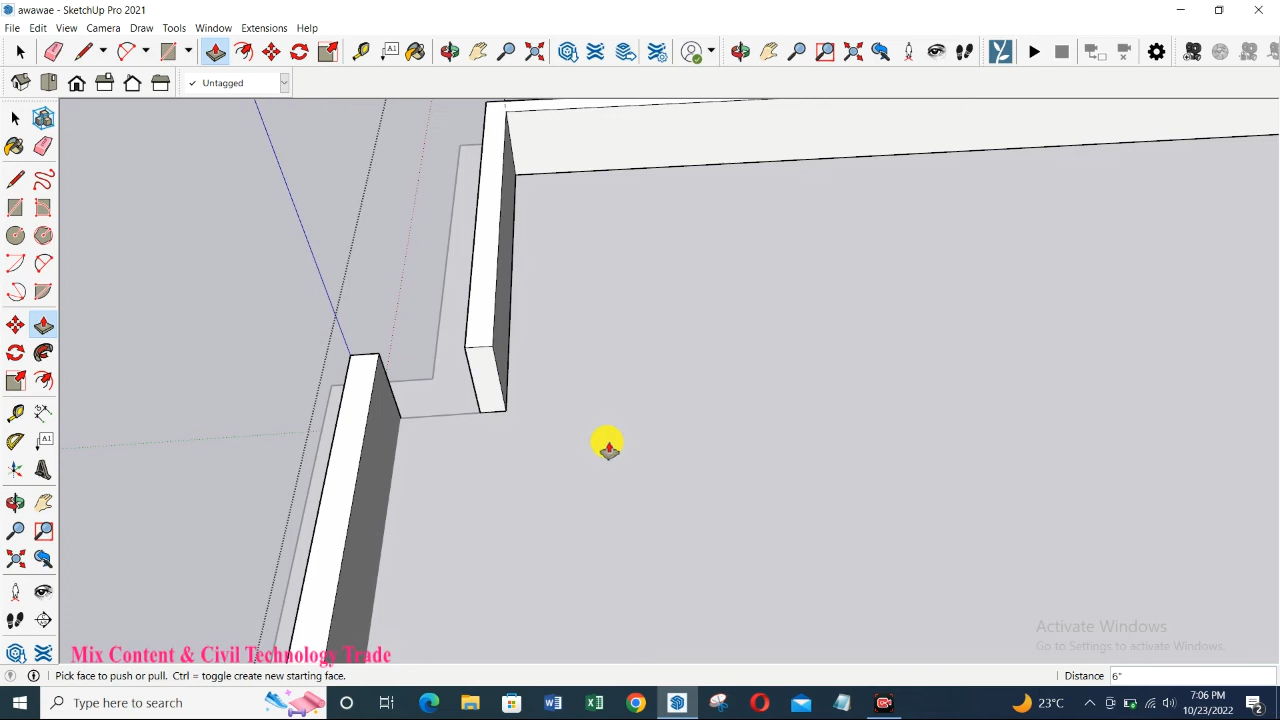 awawae - SketchUp Pro 2021
File Edit Camera Draw Tools Window Extensions Help
Untagged
Activate Windows
Go to Settings to activate Windows.
Mix Content & Civil Technology Trade
Pick face to push or pull. Ctrl = toggle create new starting face.
Distance 6"
Type here to search
23°C
7:06 PM
10/23/2022
2